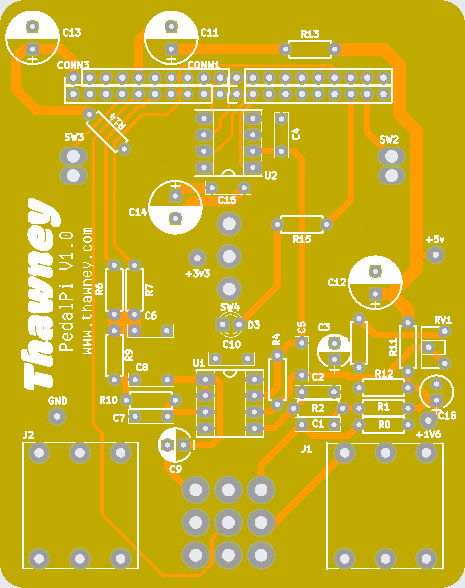 C13
C11
R13
CONN3
CONN1
R14
SW3
C4
SW2
U2
C15
C14
R15
Thawney
PedalPi V1.0
www.thawney.com
+5v
+3v3
C12
R6
R7
SW4
D3
C6
C5
C3
RV1
R11
R9
C10
R4
U1
C8
R12
R10
C2
GND
C7
R2
R1
C16
C1
R0
+1V6
J2
J1
C9